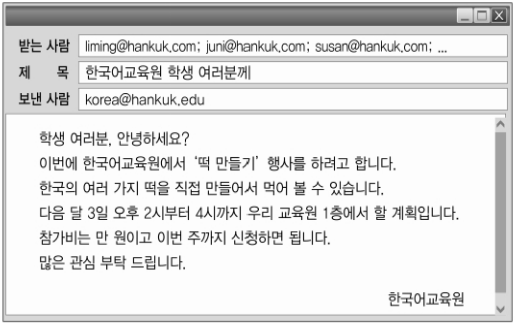 받는 사람 liming@hankuk.com; juni@hankuk.com; susan@hankuk.com; ...
제 목 한국어교육원 학생 여러분께
보낸 사람 korea@hankuk.edu
학생 여러분, 안녕하세요?
이번에 한국어교육원에서 ‘떡 만들기’ 행사를 하려고 합니다.
한국의 여러 가지 떡을 직접 만들어서 먹어 볼 수 있습니다.
다음 달 3일 오후 2시부터 4시까지 우리 교육원 1층에서 할 계획입니다.
참가비는 만 원이고 이번 주까지 신청하면 됩니다.
많은 관심 부탁 드립니다.
한국어교육원